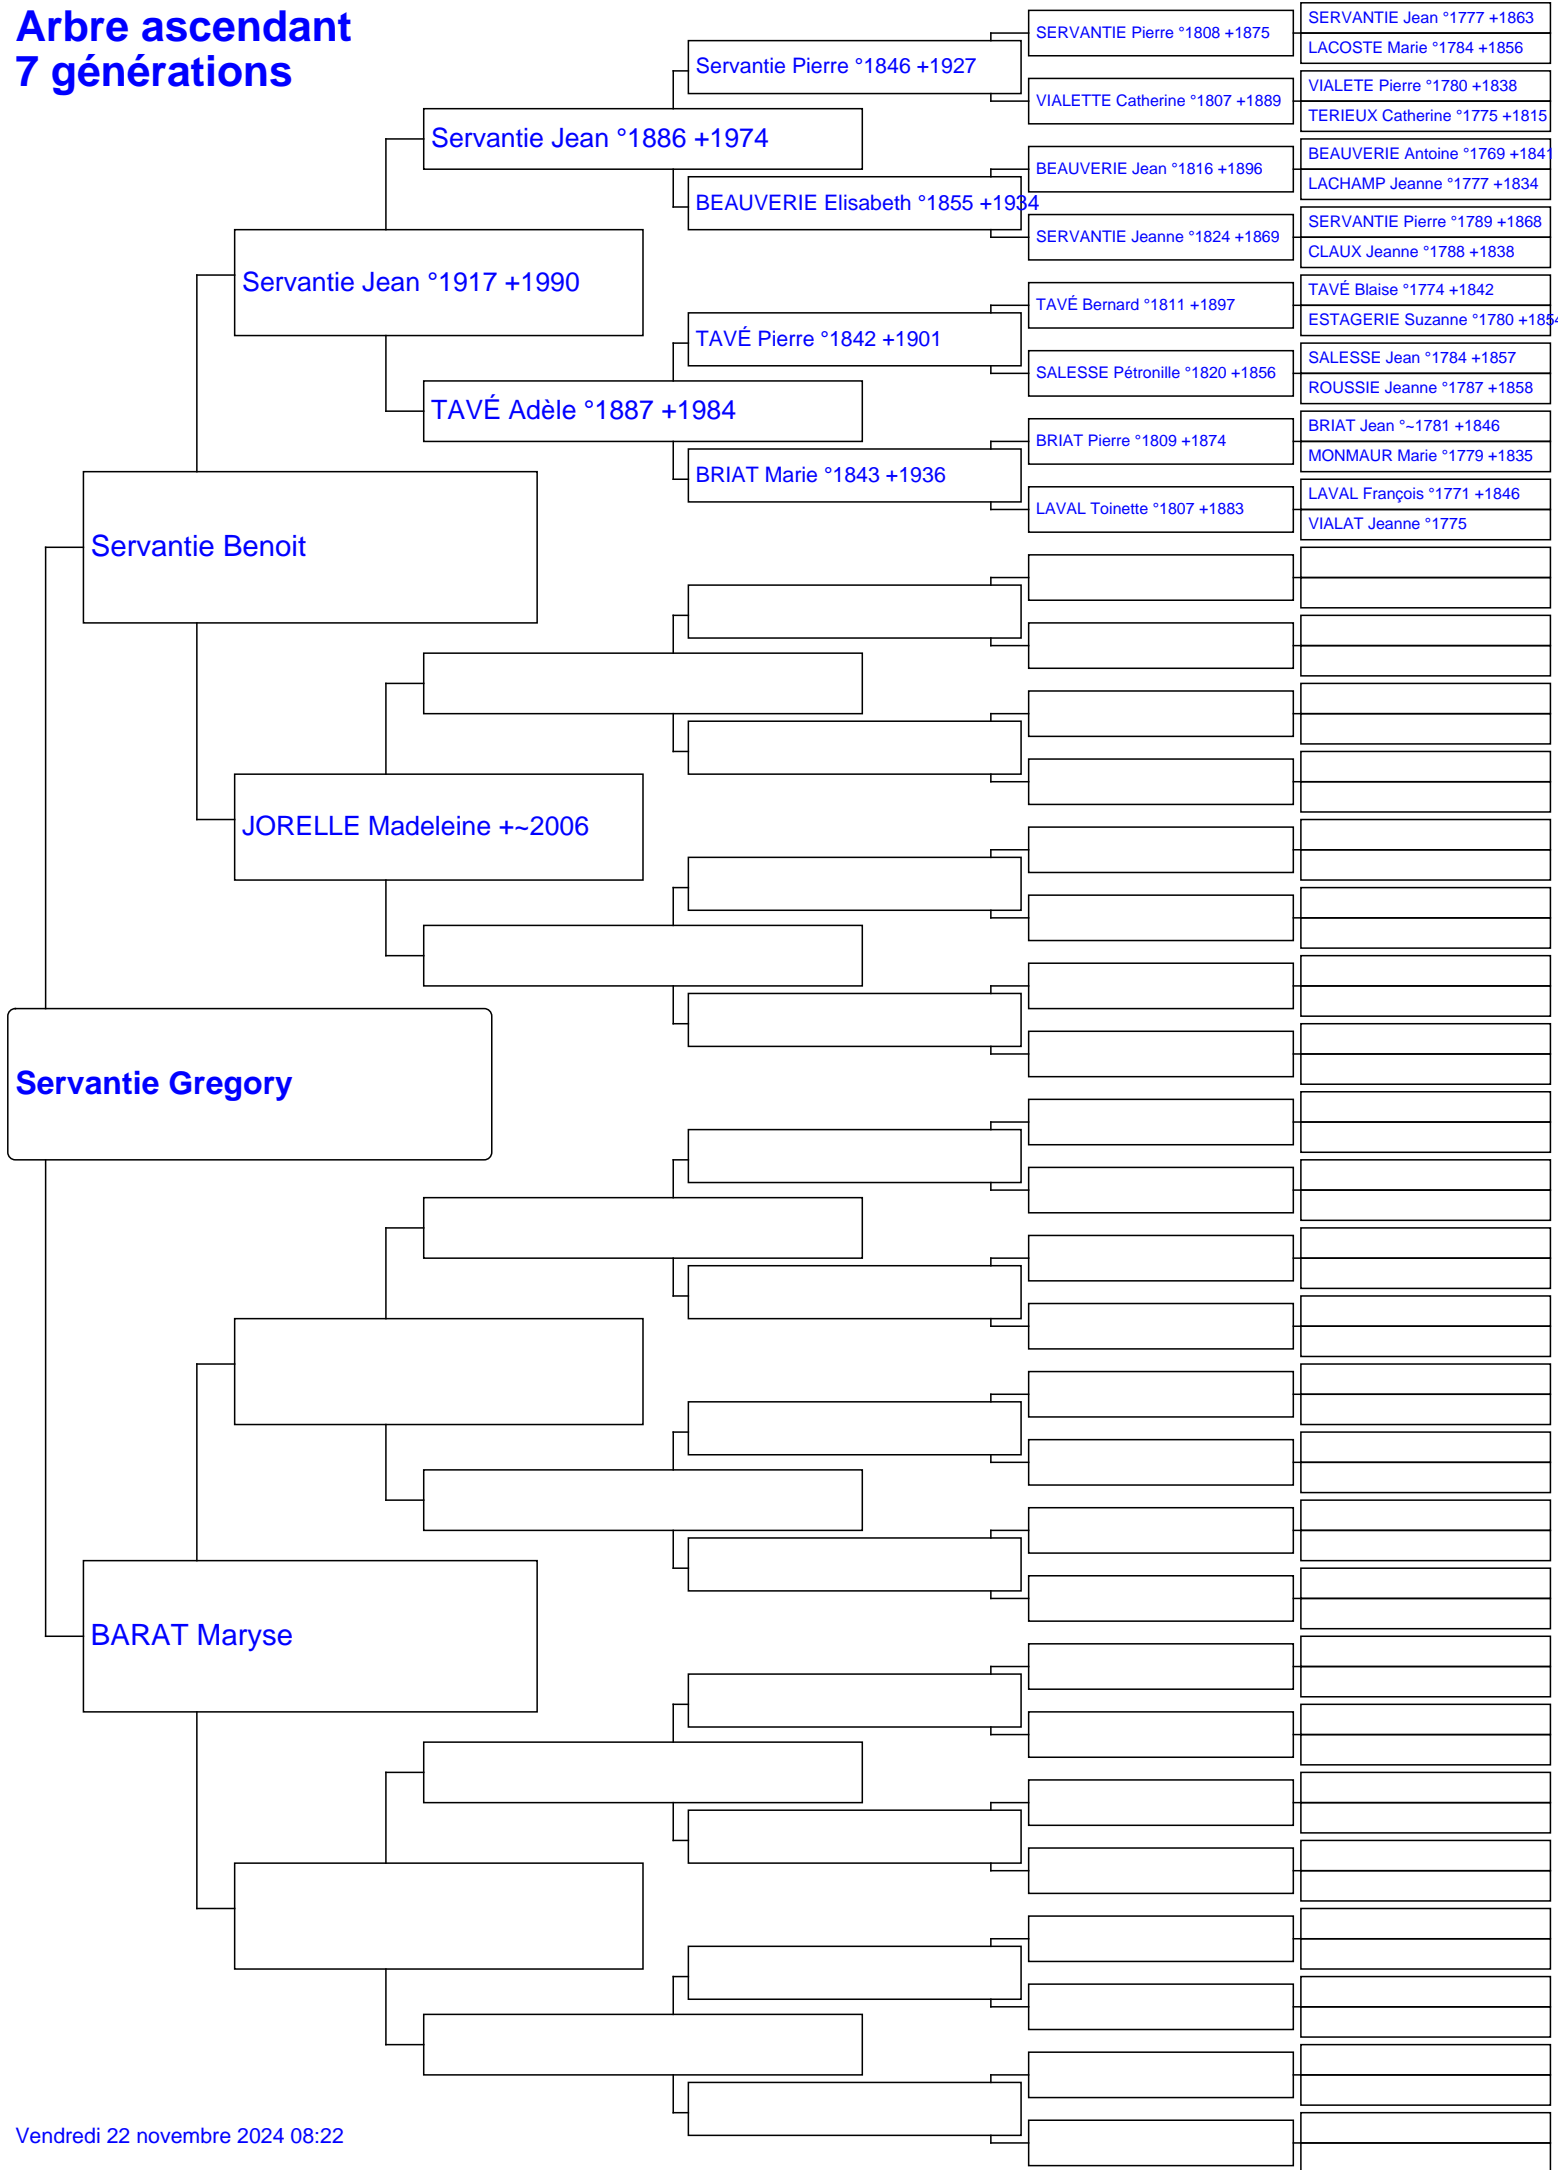 Arbre ascendant
7 générations
Servantie Gregory
Servantie Benoit
BARAT Maryse
Servantie Jean °1917 +1990
JORELLE Madeleine +~2006
Servantie Jean °1886 +1974
TAVÉ Adèle °1887 +1984
Servantie Pierre °1846 +1927
BEAUVERIE Elisabeth °1855 +1934
TAVÉ Pierre °1842 +1901
BRIAT Marie °1843 +1936
SERVANTIE Pierre °1808 +1875
VIALETTE Catherine °1807 +1889
BEAUVERIE Jean °1816 +1896
SERVANTIE Jeanne °1824 +1869
TAVÉ Bernard °1811 +1897
SALESSE Pétronille °1820 +1856
BRIAT Pierre °1809 +1874
LAVAL Toinette °1807 +1883
SERVANTIE Jean °1777 +1863
LACOSTE Marie °1784 +1856
VIALETE Pierre °1780 +1838
TERIEUX Catherine °1775 +1815
BEAUVERIE Antoine °1769 +1841
LACHAMP Jeanne °1777 +1834
SERVANTIE Pierre °1789 +1868
CLAUX Jeanne °1788 +1838
TAVÉ Blaise °1774 +1842
ESTAGERIE Suzanne °1780 +1854
SALESSE Jean °1784 +1857
ROUSSIE Jeanne °1787 +1858
BRIAT Jean °~1781 +1846
MONMAUR Marie °1779 +1835
LAVAL François °1771 +1846
VIALAT Jeanne °1775
Vendredi 22 novembre 2024 08:22